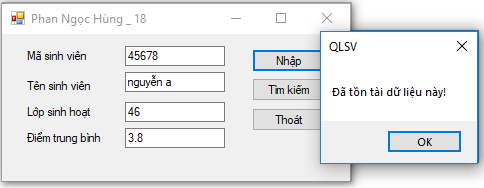 Phan Ngọc Hùng _ 18
Mã sinh viên 45678
Tên sinh viên nguyễn a
Lớp sinh hoạt 46
Điểm trung bình 3.8
Nhập
Tìm kiếm
Thoát
QLSV
Đã tồn tài dữ liệu này!
OK